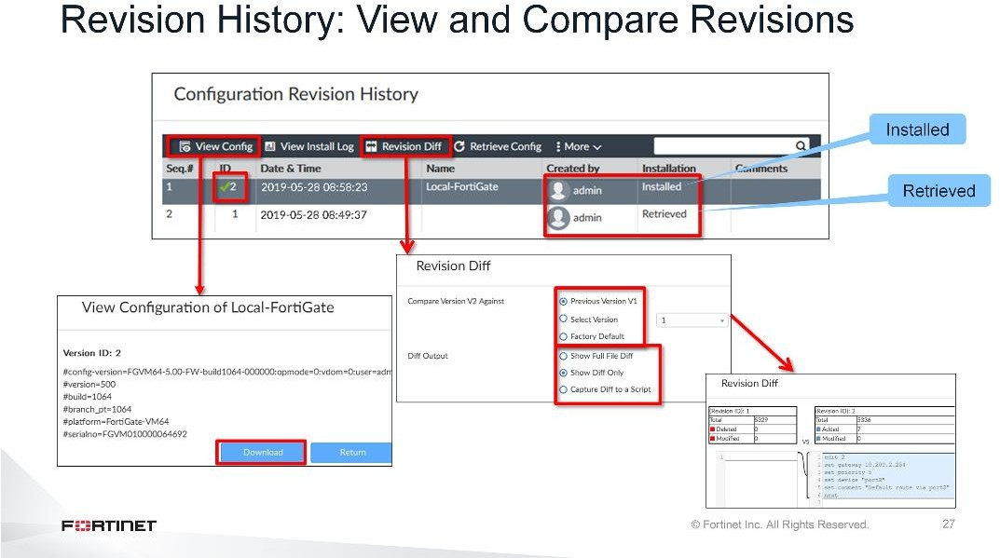 Revision History: View and Compare Revisions
Configuration Revision History
Installed
View Config View Install Log Revision Diff Retrieve Config More
Seq.# ID Date & Time Name Created by Installation Comments
1 2 2019-05-28 08:58:23 Local-FortiGate admin Installed
2 1 2019-05-28 08:49:37 admin Retrieved
Retrieved
View Configuration of Local-FortiGate
Version ID: 2
#config-version=FGVM64-5.00-FW-build1064-000000:opmode=0:vdom=0:user=adm
#version=500
#build=1064
#branch_pt=1064
#platform=FortiGate-VM64
#serialno=FGVM010000064692
Download Return
Revision Diff
Compare Version V2 Against
Previous Version V1
Select Version 1
Factory Default
Diff Output
Show Full File Diff
Show Diff Only
Capture Diff to a Script
Revision Diff
(Revision ID): 1
Total 5329
Deleted 0
Modified 0
vs
(Revision ID): 2
Total 5336
Added 7
Modified 0
1
1 edit 2
2 set gateway 10.200.2.254
3 set priority 5
4 set device "port2"
5 set comment "Default route via port2"
6 next
7
FORTINET
© Fortinet Inc. All Rights Reserved.
27